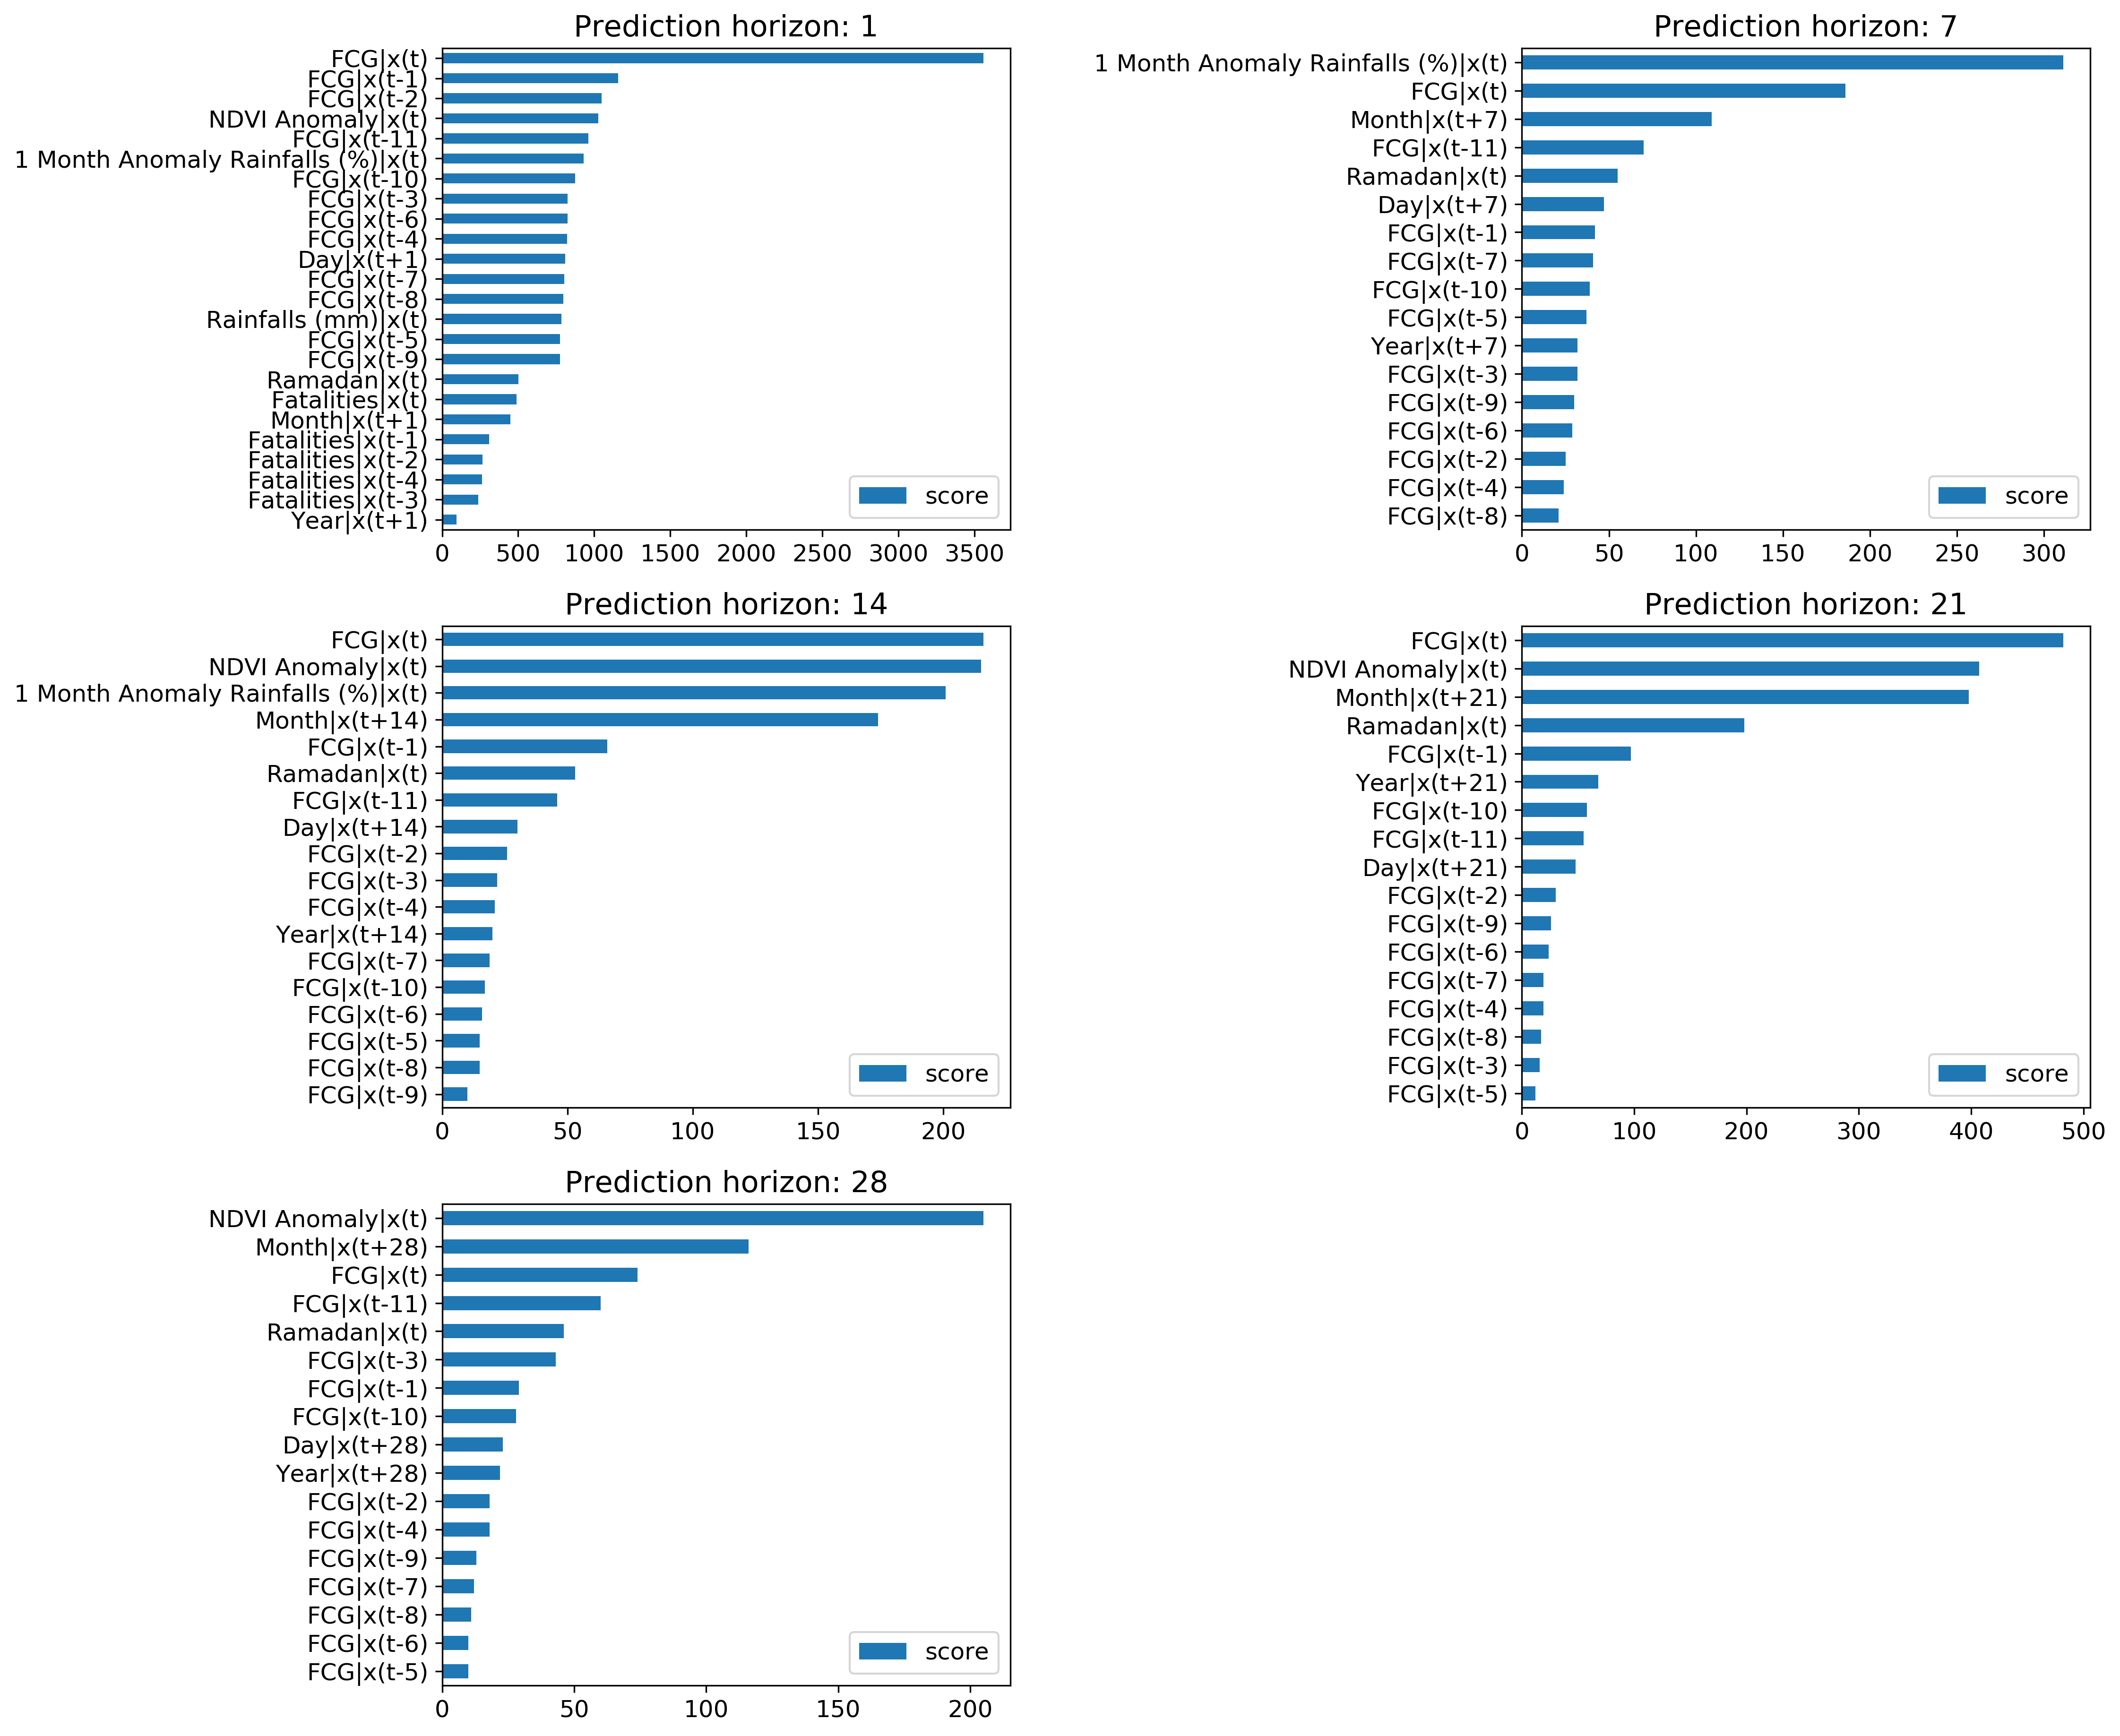 Prediction horizon: 1
FCG|x(t)
FCG|x(t-1)
FCG|x(t-2)
NDVI Anomaly|x(t)
FCG|x(t-11)
1 Month Anomaly Rainfalls (%)|x(t)
FCG|x(t-10)
FCG|x(t-3)
FCG|x(t-6)
FCG|x(t-4)
Day|x(t+1)
FCG|x(t-7)
FCG|x(t-8)
Rainfalls (mm)|x(t)
FCG|x(t-5)
FCG|x(t-9)
Ramadan|x(t)
Fatalities|x(t)
Month|x(t+1)
Fatalities|x(t-1)
Fatalities|x(t-2)
Fatalities|x(t-4)
Fatalities|x(t-3)
Year|x(t+1)
score
0 500 1000 1500 2000 2500 3000 3500
Prediction horizon: 7
1 Month Anomaly Rainfalls (%)|x(t)
FCG|x(t)
Month|x(t+7)
FCG|x(t-11)
Ramadan|x(t)
Day|x(t+7)
FCG|x(t-1)
FCG|x(t-7)
FCG|x(t-10)
FCG|x(t-5)
Year|x(t+7)
FCG|x(t-3)
FCG|x(t-9)
FCG|x(t-6)
FCG|x(t-2)
FCG|x(t-4)
FCG|x(t-8)
score
0 50 100 150 200 250 300
Prediction horizon: 14
FCG|x(t)
NDVI Anomaly|x(t)
1 Month Anomaly Rainfalls (%)|x(t)
Month|x(t+14)
FCG|x(t-1)
Ramadan|x(t)
FCG|x(t-11)
Day|x(t+14)
FCG|x(t-2)
FCG|x(t-3)
FCG|x(t-4)
Year|x(t+14)
FCG|x(t-7)
FCG|x(t-10)
FCG|x(t-6)
FCG|x(t-5)
FCG|x(t-8)
FCG|x(t-9)
score
0 50 100 150 200
Prediction horizon: 21
FCG|x(t)
NDVI Anomaly|x(t)
Month|x(t+21)
Ramadan|x(t)
FCG|x(t-1)
Year|x(t+21)
FCG|x(t-10)
FCG|x(t-11)
Day|x(t+21)
FCG|x(t-2)
FCG|x(t-9)
FCG|x(t-6)
FCG|x(t-7)
FCG|x(t-4)
FCG|x(t-8)
FCG|x(t-3)
FCG|x(t-5)
score
0 100 200 300 400 500
Prediction horizon: 28
NDVI Anomaly|x(t)
Month|x(t+28)
FCG|x(t)
FCG|x(t-11)
Ramadan|x(t)
FCG|x(t-3)
FCG|x(t-1)
FCG|x(t-10)
Day|x(t+28)
Year|x(t+28)
FCG|x(t-2)
FCG|x(t-4)
FCG|x(t-9)
FCG|x(t-7)
FCG|x(t-8)
FCG|x(t-6)
FCG|x(t-5)
score
0 50 100 150 200